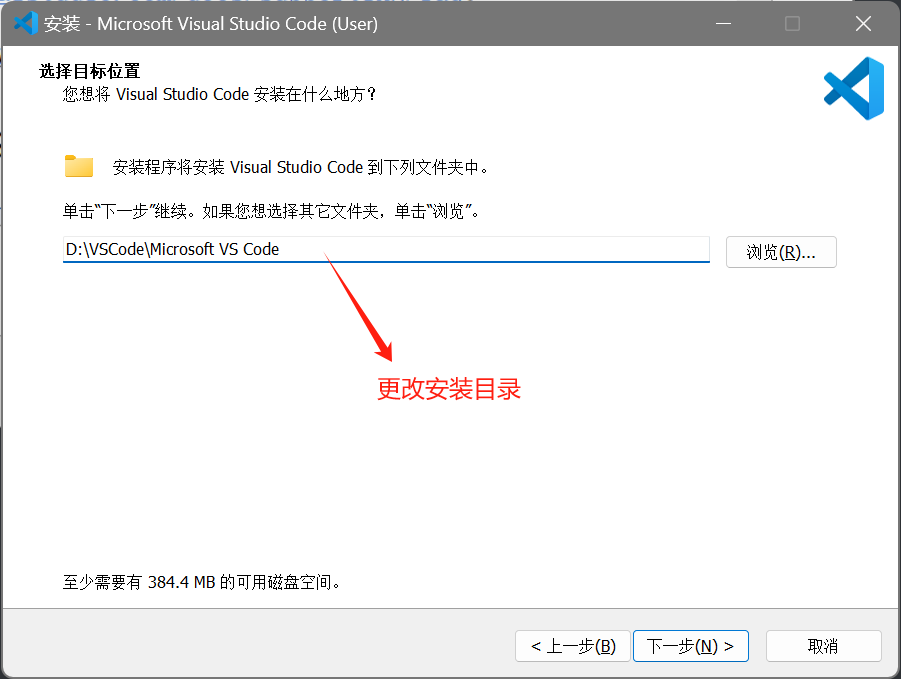 安装 - Microsoft Visual Studio Code (User)
选择目标位置
您想将 Visual Studio Code 安装在什么地方？
安装程序将安装 Visual Studio Code 到下列文件夹中。
单击“下一步”继续。如果您想选择其它文件夹，单击“浏览”。
D:\VSCode\Microsoft VS Code
浏览(R)...
更改安装目录
至少需要有 384.4 MB 的可用磁盘空间。
< 上一步(B)
下一步(N) >
取消